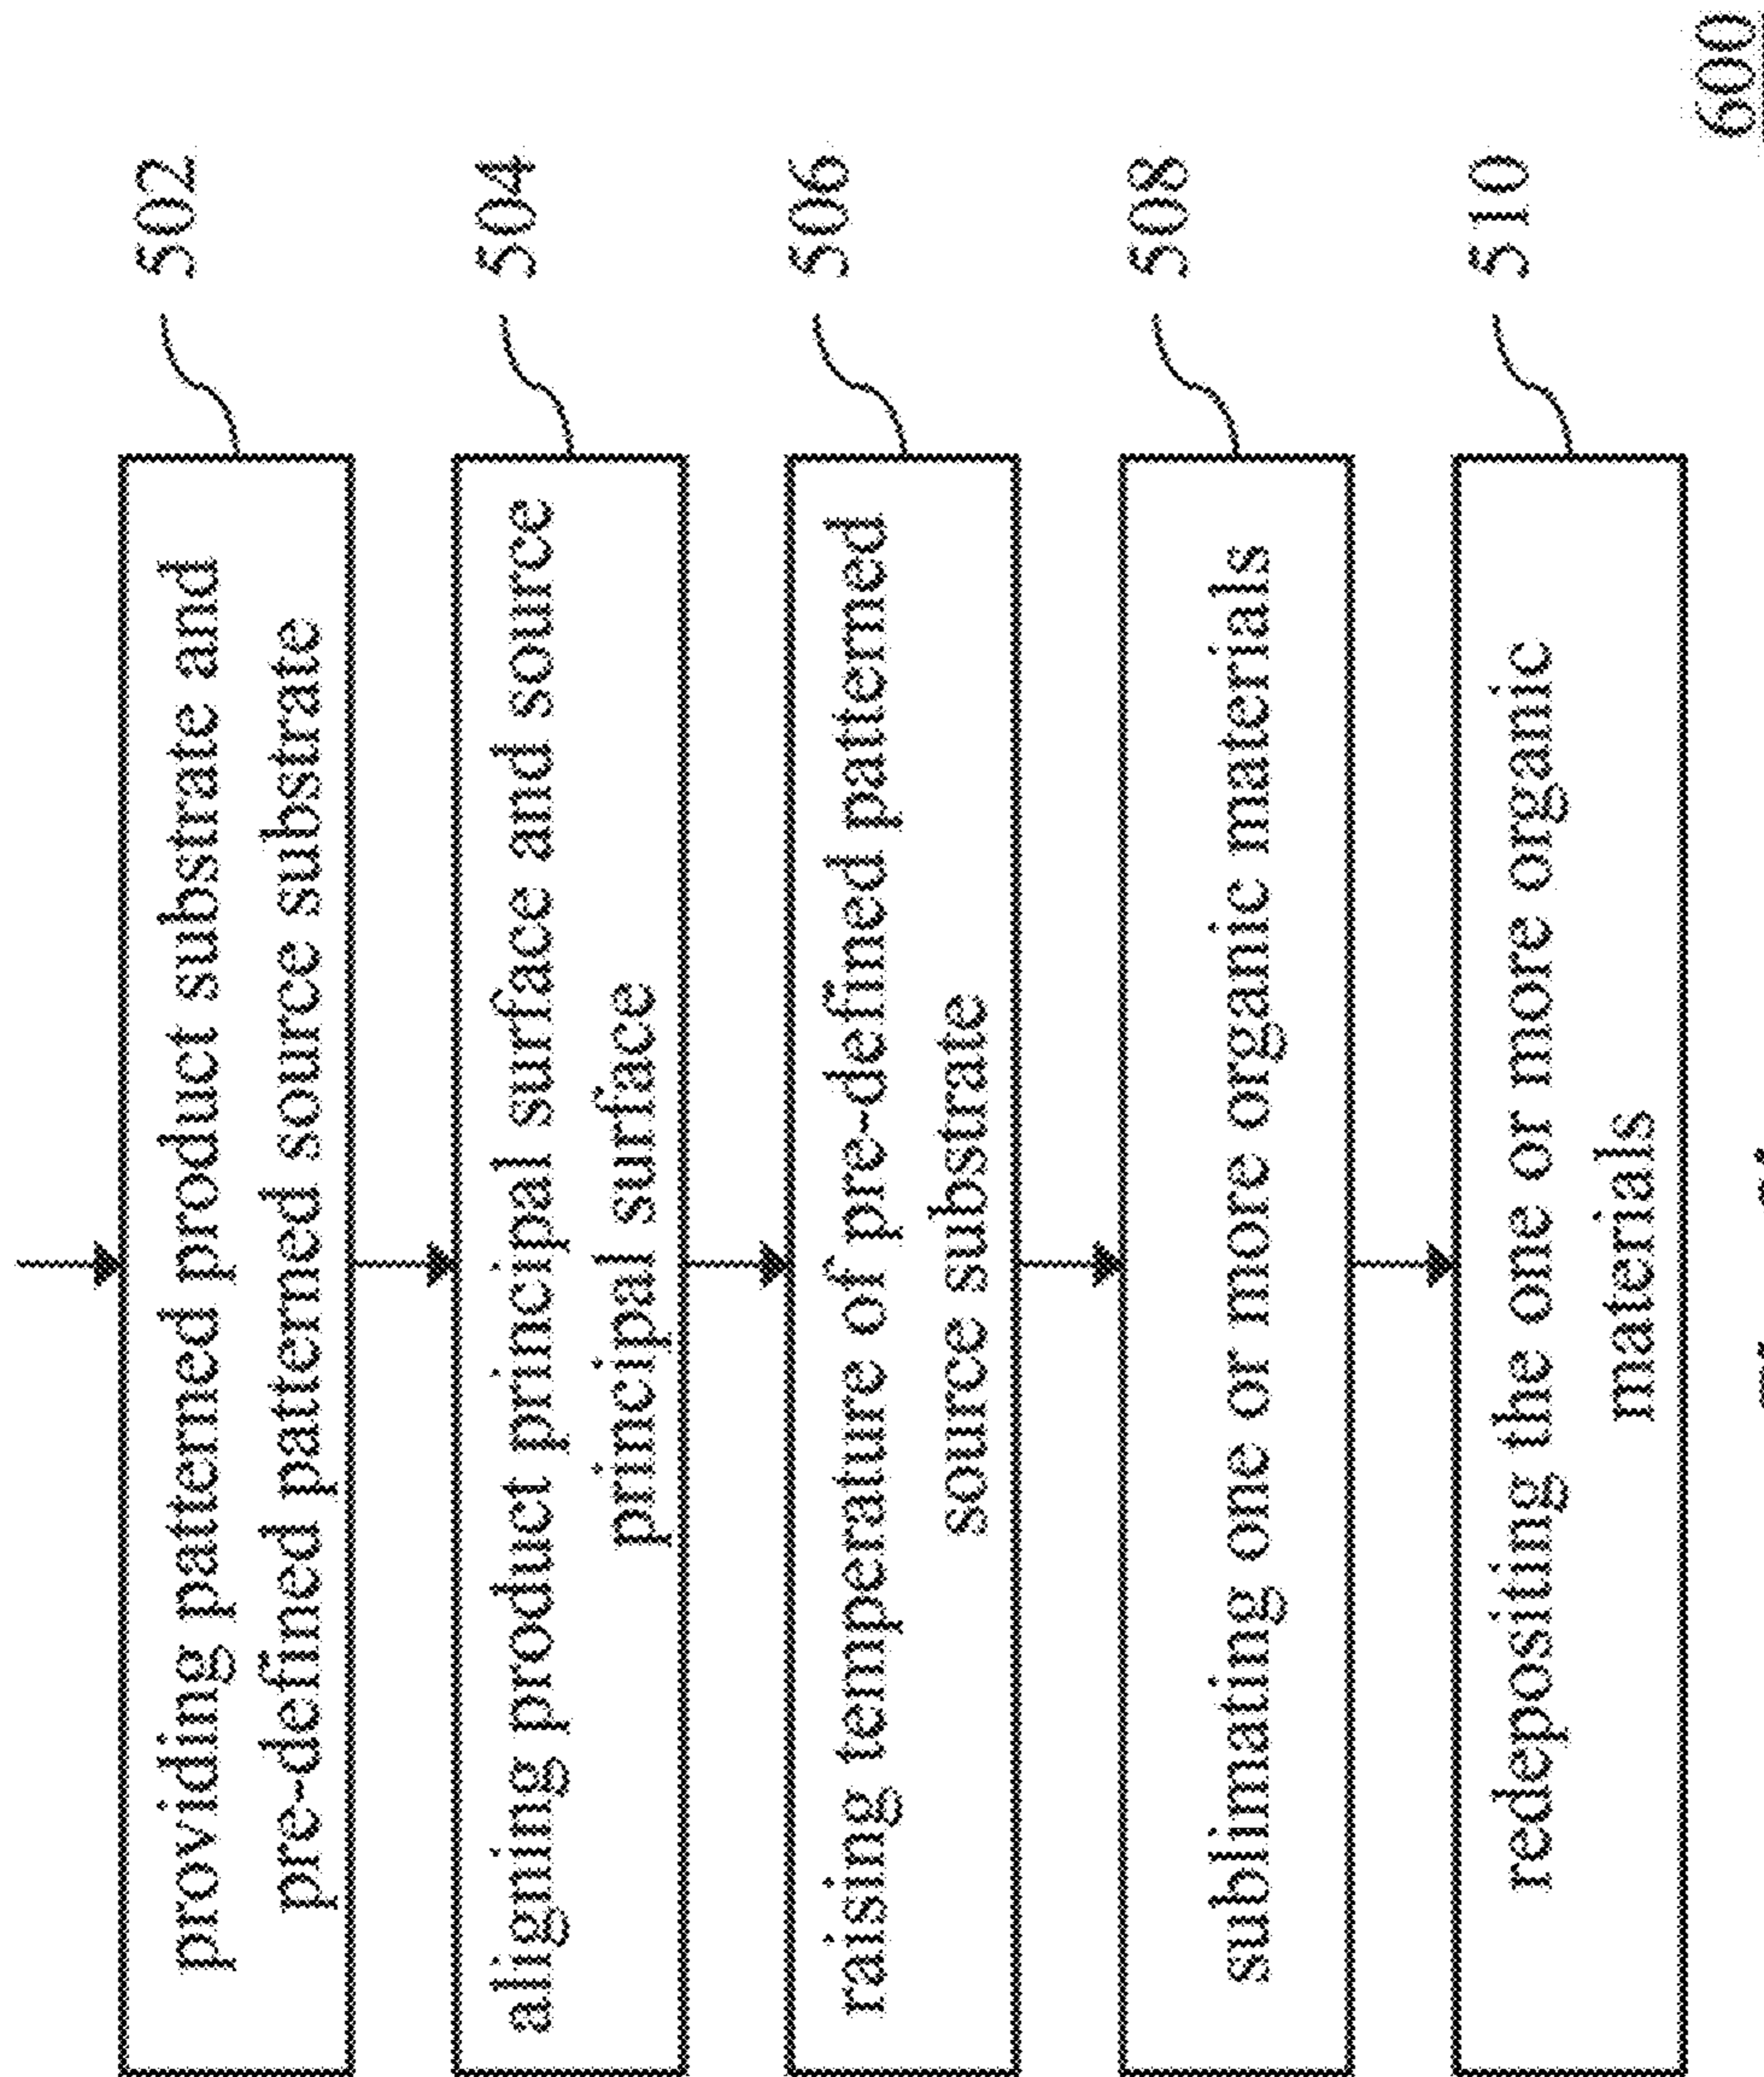 providing patterned product substrate and
pre-defined patterned source substrate
502
aligning product principal surface and source
principal surface
504
raising temperature of pre-defined patterned
source substrate
506
sublimating one or more organic materials
508
redepositing the one or more organic
materials
510
600